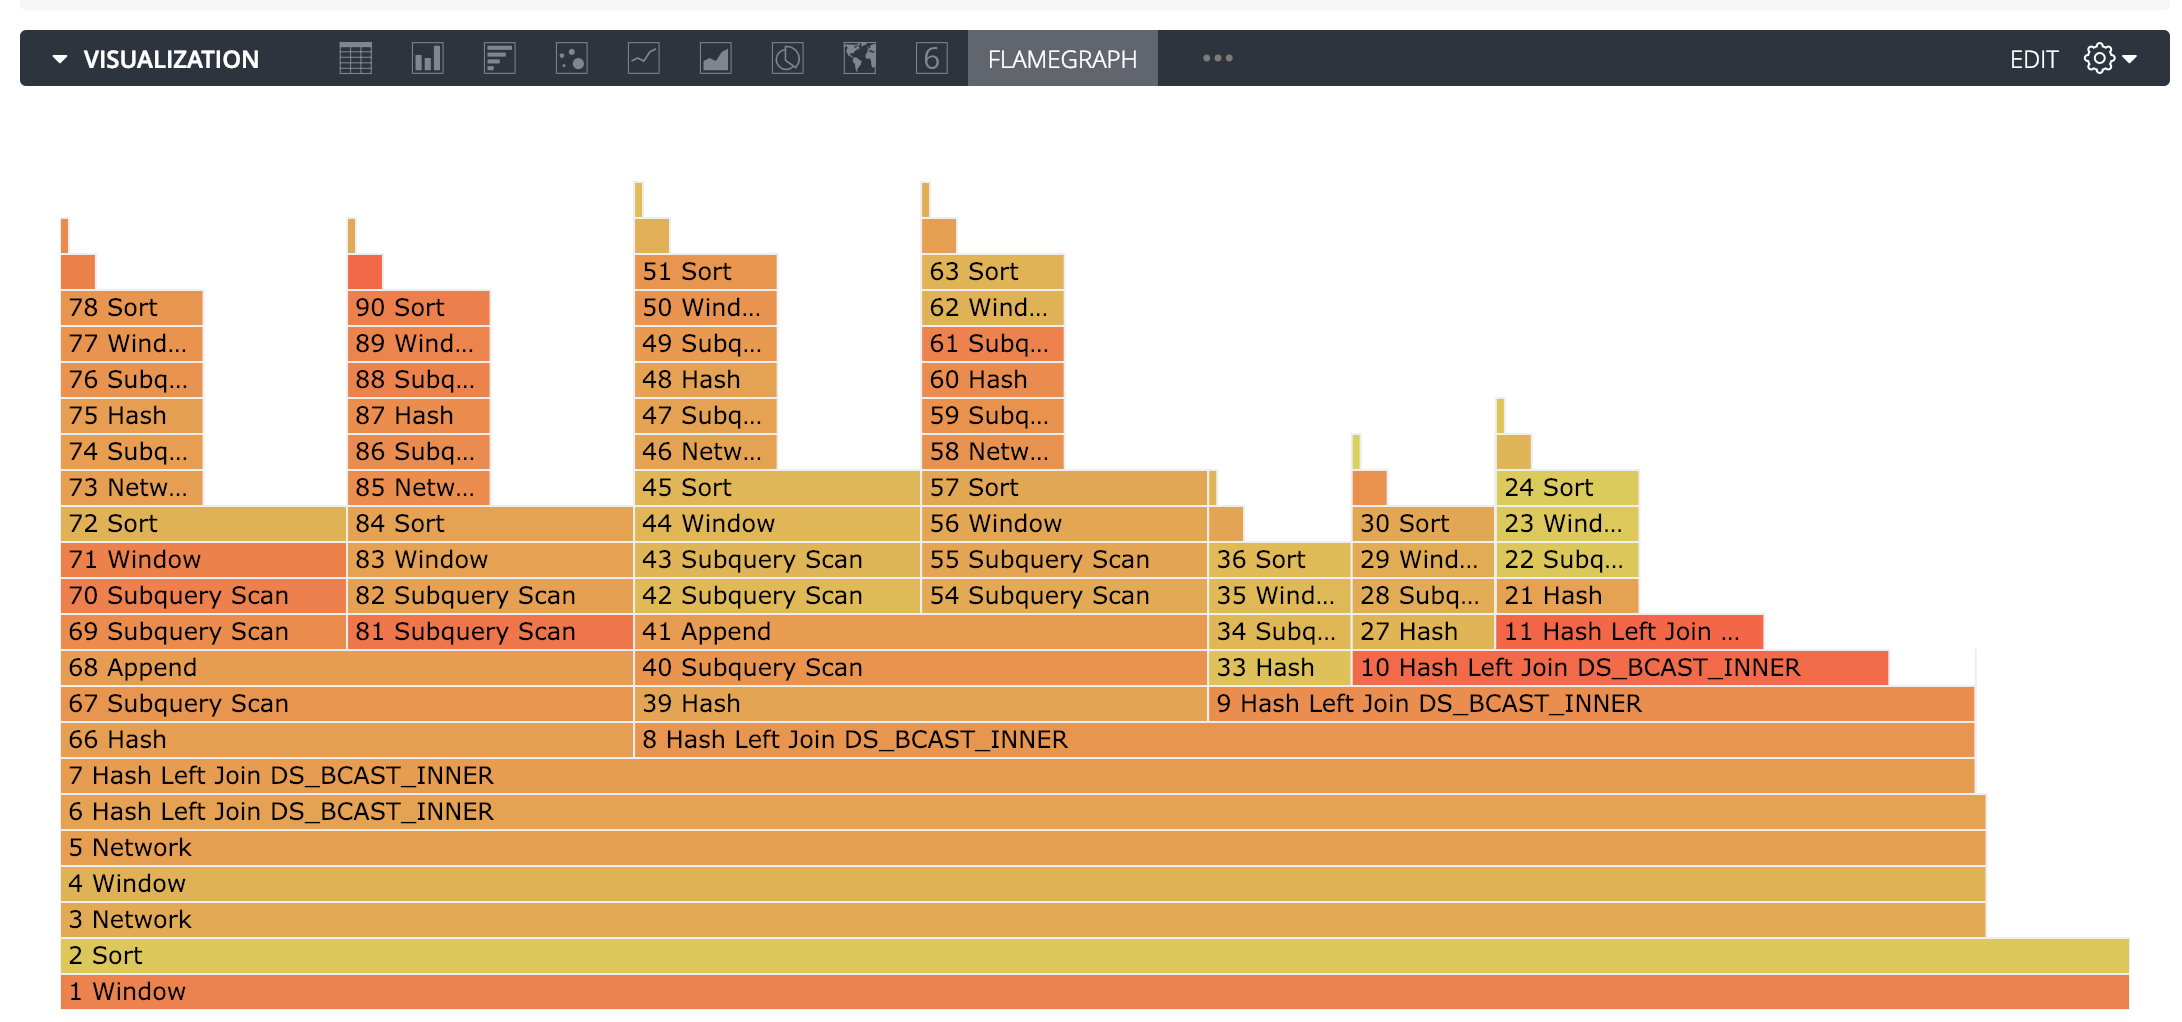 VISUALIZATION 6 FLAMEGRAPH EDIT
51 Sort 63 Sort
78 Sort 90 Sort 50 Wind... 62 Wind...
77 Wind... 89 Wind... 49 Subq... 61 Subq...
76 Subq... 88 Subq... 48 Hash 60 Hash
75 Hash 87 Hash 47 Subq... 59 Subq...
74 Subq... 86 Subq... 46 Netw... 58 Netw...
73 Netw... 85 Netw... 45 Sort 57 Sort 24 Sort
72 Sort 84 Sort 44 Window 56 Window 30 Sort 23 Wind...
71 Window 83 Window 43 Subquery Scan 55 Subquery Scan 36 Sort 29 Wind... 22 Subq...
70 Subquery Scan 82 Subquery Scan 42 Subquery Scan 54 Subquery Scan 35 Wind... 28 Subq... 21 Hash
69 Subquery Scan 81 Subquery Scan 41 Append 34 Subq... 27 Hash 11 Hash Left Join ...
68 Append 40 Subquery Scan 33 Hash 10 Hash Left Join DS_BCAST_INNER
67 Subquery Scan 39 Hash 9 Hash Left Join DS_BCAST_INNER
66 Hash 8 Hash Left Join DS_BCAST_INNER
7 Hash Left Join DS_BCAST_INNER
6 Hash Left Join DS_BCAST_INNER
5 Network
4 Window
3 Network
2 Sort
1 Window